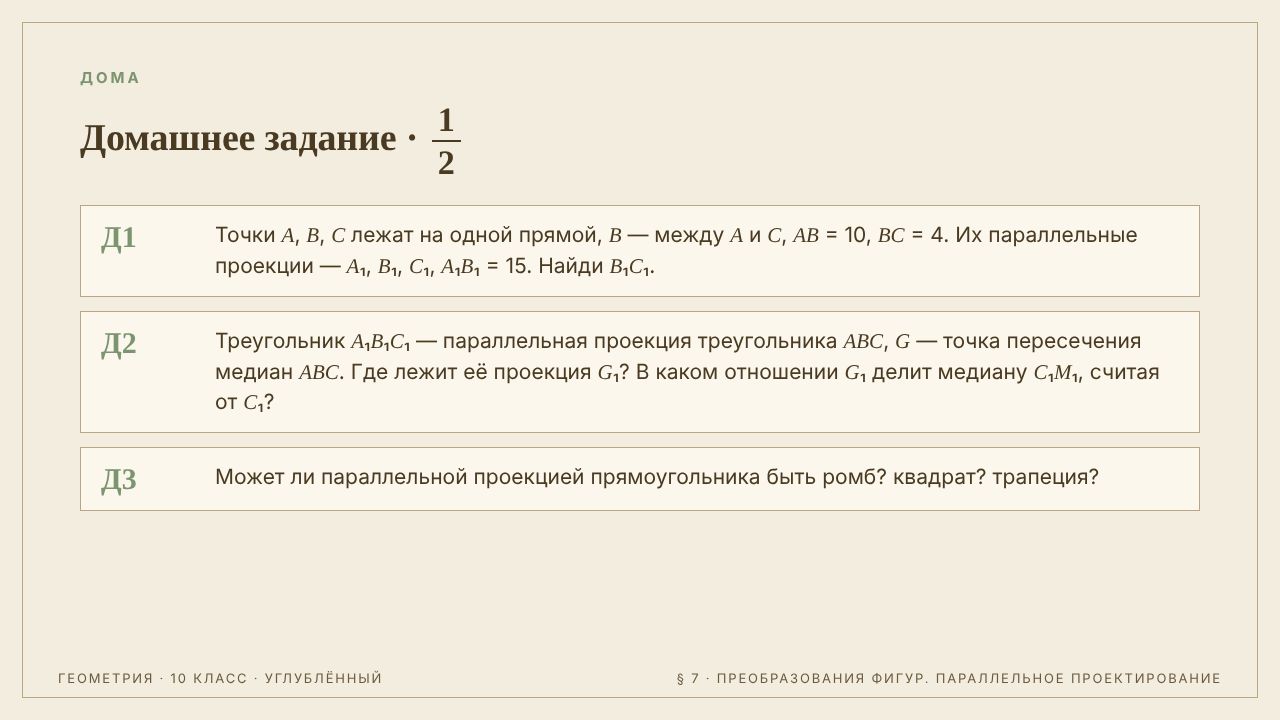 ДОМА
Домашнее задание · 1/2
Д1
Точки A, B, C лежат на одной прямой, B — между A и C, AB = 10, BC = 4. Их параллельные
проекции — A₁, B₁, C₁, A₁B₁ = 15. Найди B₁C₁.
Д2
Треугольник A₁B₁C₁ — параллельная проекция треугольника ABC, G — точка пересечения
медиан ABC. Где лежит её проекция G₁? В каком отношении G₁ делит медиану C₁M₁, считая
от C₁?
Д3
Может ли параллельной проекцией прямоугольника быть ромб? квадрат? трапеция?
ГЕОМЕТРИЯ · 10 КЛАСС · УГЛУБЛЁННЫЙ
§ 7 · ПРЕОБРАЗОВАНИЯ ФИГУР. ПАРАЛЛЕЛЬНОЕ ПРОЕКТИРОВАНИЕ